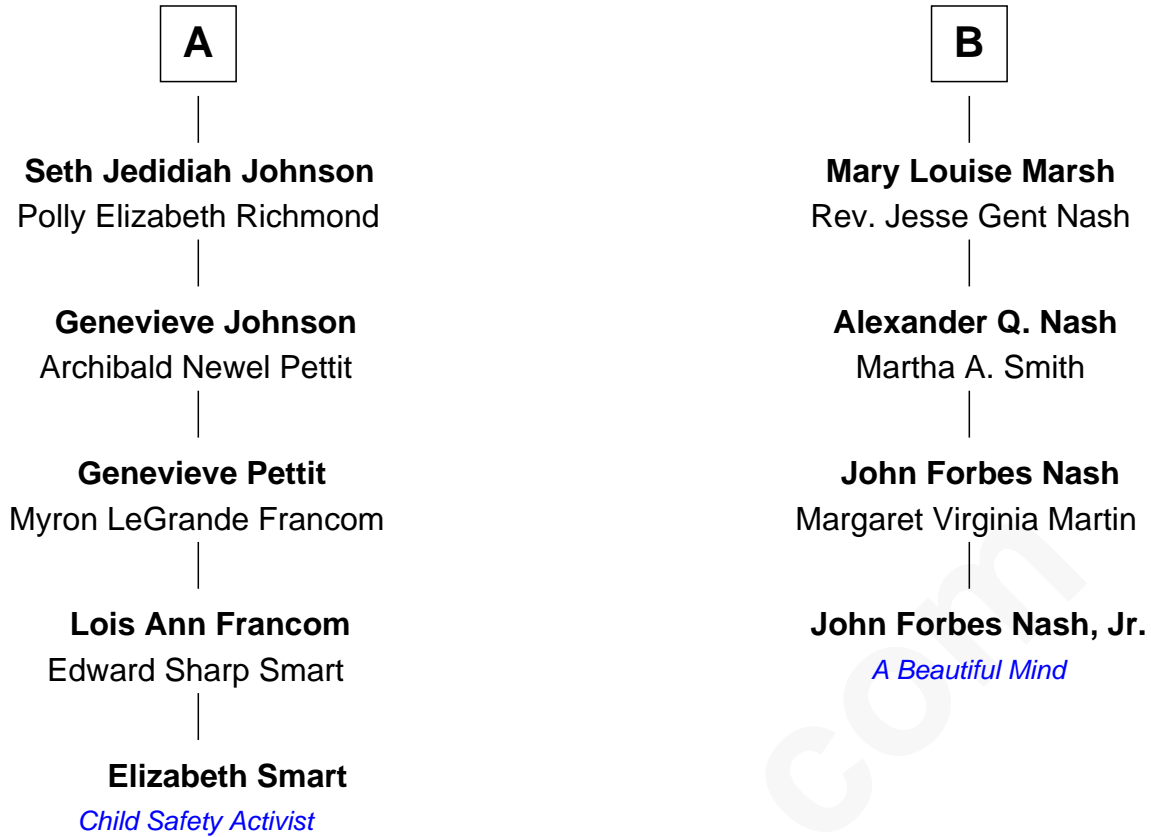 A
Seth Jedidiah Johnson
Polly Elizabeth Richmond
Genevieve Johnson
Archibald Newel Pettit
Genevieve Pettit
Myron LeGrande Francom
Lois Ann Francom
Edward Sharp Smart
Elizabeth Smart
Child Safety Activist
B
Mary Louise Marsh
Rev. Jesse Gent Nash
Alexander Q. Nash
Martha A. Smith
John Forbes Nash
Margaret Virginia Martin
John Forbes Nash, Jr.
A Beautiful Mind
com